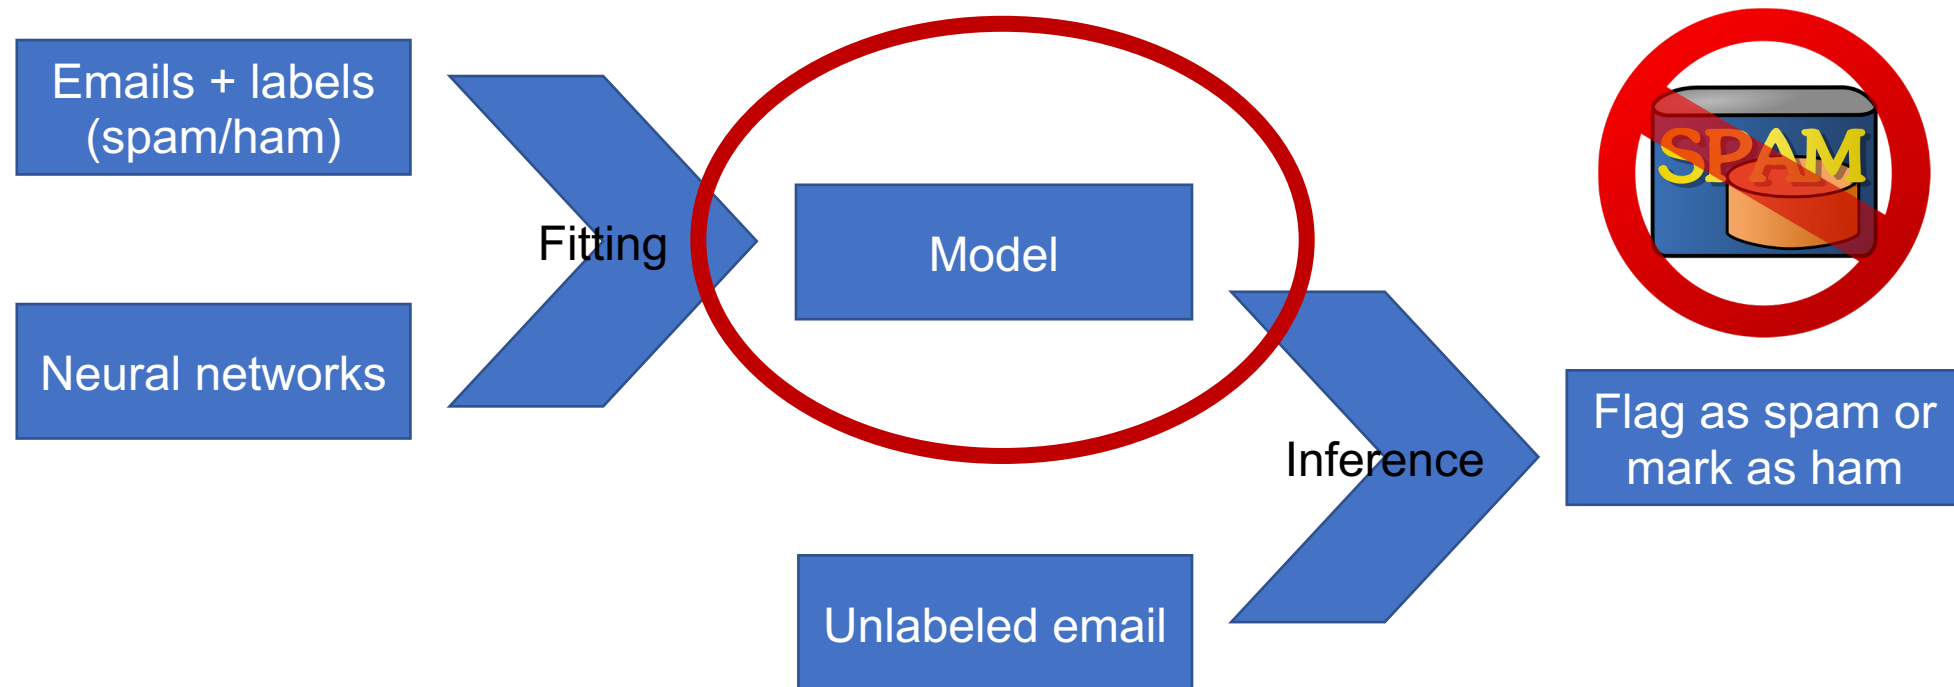 Emails + labels
(spam/ham)
Neural networks
Fitting
Model
Unlabeled email
Inference
SPAM
Flag as spam or
mark as ham